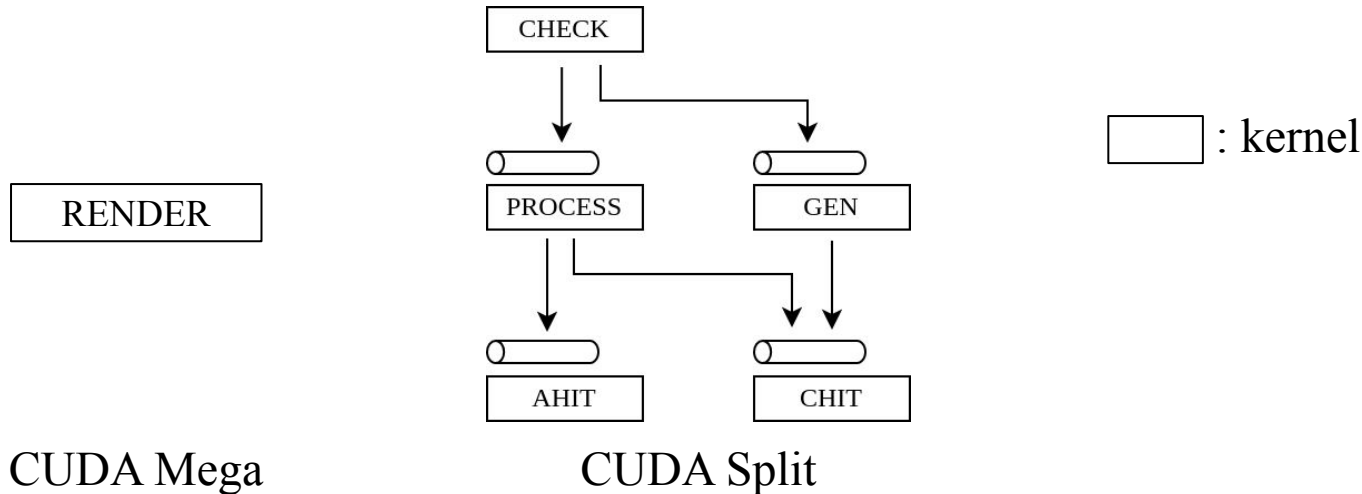 CHECK
: kernel
RENDER
PROCESS
GEN
AHIT
CHIT
CUDA Mega
CUDA Split